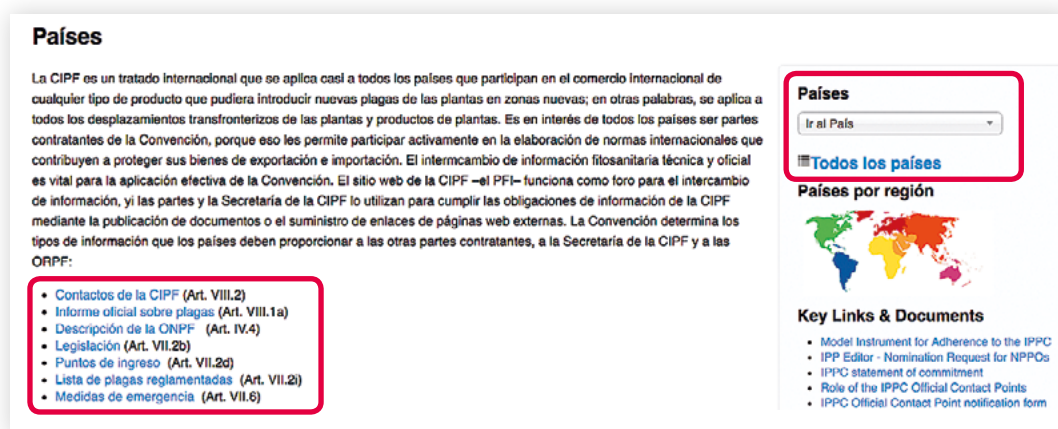 Países
La CIPF es un tratado internacional que se aplica casi a todos los países que participan en el comercio internacional de
cualquier tipo de producto que pudiera introducir nuevas plagas de las plantas en zonas nuevas; en otras palabras, se aplica a
todos los desplazamientos transfronterizos de las plantas y productos de plantas. Es en interés de todos los países ser partes
contratantes de la Convención, porque eso les permite participar activamente en la elaboración de normas internacionales que
contribuyen a proteger sus bienes de exportación e importación. El intermcambio de información fitosanitaria técnica y oficial
es vital para la aplicación efectiva de la Convención. El sitio web de la CIPF –el PFI– funciona como foro para el intercambio
de información, yi las partes y la Secretaría de la CIPF lo utilizan para cumplir las obligaciones de información de la CIPF
mediante la publicación de documentos o el suministro de enlaces de páginas web externas. La Convención determina los
tipos de información que los países deben proporcionar a las otras partes contratantes, a la Secretaría de la CIPF y a las
ORPF:
• Contactos de la CIPF (Art. VIII.2)
• Informe oficial sobre plagas (Art. VIII.1a)
• Descripción de la ONPF (Art. IV.4)
• Legislación (Art. VII.2b)
• Puntos de ingreso (Art. VII.2d)
• Lista de plagas reglamentadas (Art. VII.2i)
• Medidas de emergencia (Art. VII.6)
Países
Ir al País
Todos los países
Países por región
Key Links & Documents
• Model Instrument for Adherence to the IPPC
• IPP Editor - Nomination Request for NPPOs
• IPPC statement of commitment
• Role of the IPPC Official Contact Points
• IPPC Official Contact Point notification form